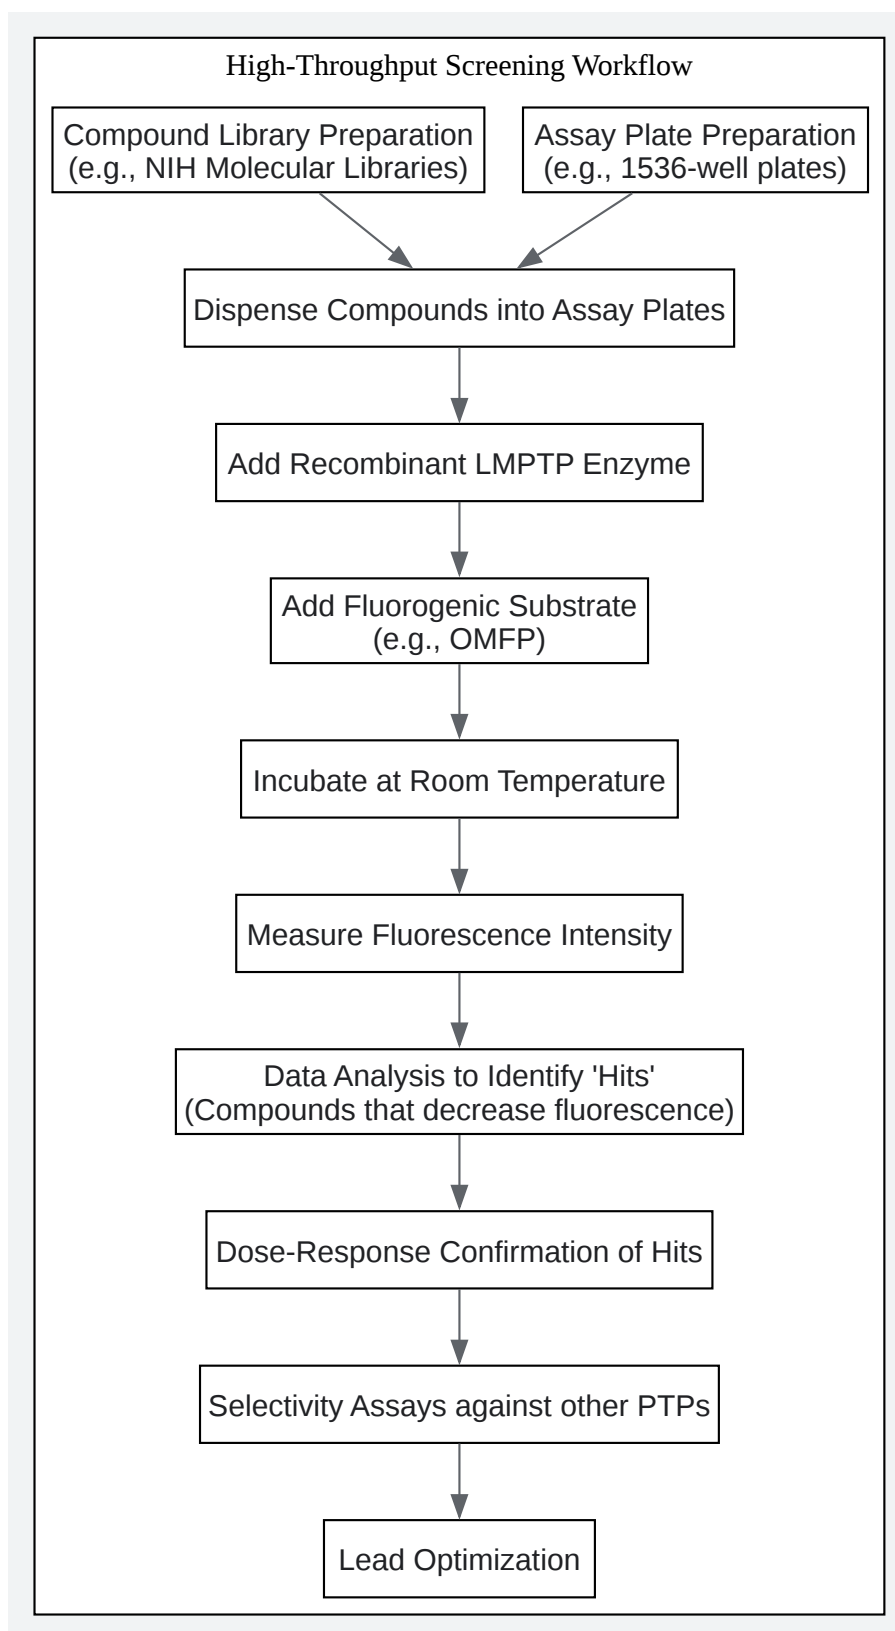 High-Throughput Screening Workflow
Compound Library Preparation
(e.g., NIH Molecular Libraries)
Assay Plate Preparation
(e.g., 1536-well plates)
Dispense Compounds into Assay Plates
Add Recombinant LMPTP Enzyme
Add Fluorogenic Substrate
(e.g., OMFP)
Incubate at Room Temperature
Measure Fluorescence Intensity
Data Analysis to Identify 'Hits'
(Compounds that decrease fluorescence)
Dose-Response Confirmation of Hits
Selectivity Assays against other PTPs
Lead Optimization